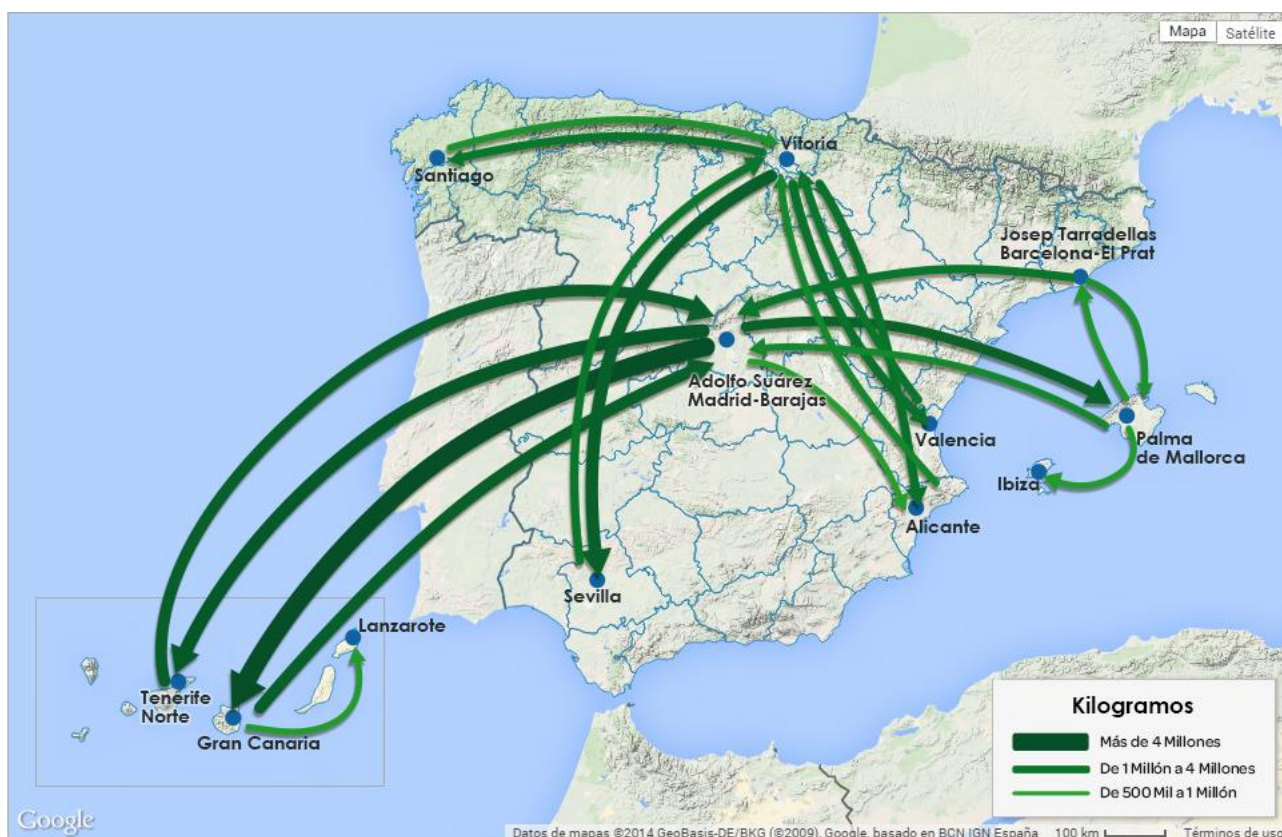 Mapa
Satélite
Vitoria
Santiago
Josep Tarradellas
Barcelona-El Prat
Adolfo Suárez
Madrid-Barajas
Valencia
Palma
de Mallorca
Ibiza
Alicante
Sevilla
Lanzarote
Tenerife
Norte
Gran Canaria
Kilogramos
Más de 4 Millones
De 1 Millón a 4 Millones
De 500 Mil a 1 Millón
Google
Datos de mapas ©2014 GeoBasis-DE/BKG (©2009), Google, basado en BCN IGN España
100 km
Términos de uso